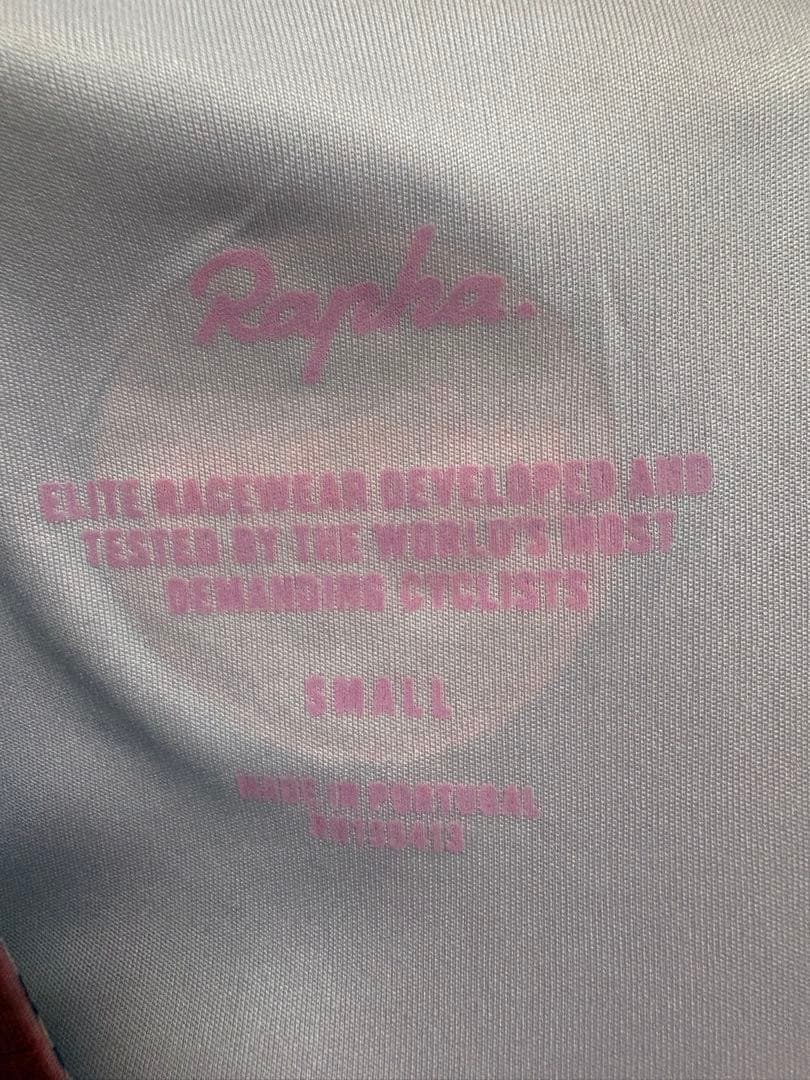 Rapha.
ELITE RACEWEAR DEVELOPED AND
TESTED BY THE WORLD'S MOST
DEMANDING CYCLISTS
SMALL
MADE IN PORTUGAL